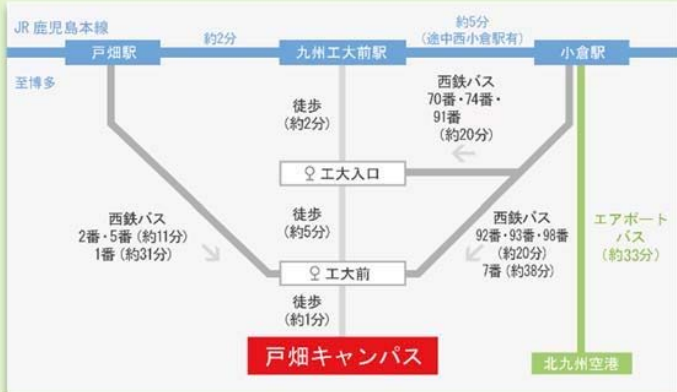 JR 鹿児島本線
約5分
(途中西小倉駅有)
約2分
戸畑駅
九州工大前駅
小倉駅
至博多
徒歩
(約2分)
西鉄バス
70番・74番・
91番
(約20分)
工大入口
西鉄バス
2番・5番 (約11分)
1番 (約31分)
徒歩
(約5分)
西鉄バス
92番・93番・98番
(約20分)
7番 (約38分)
エアポート
バス
(約33分)
工大前
徒歩
(約1分)
戸畑キャンパス
北九州空港